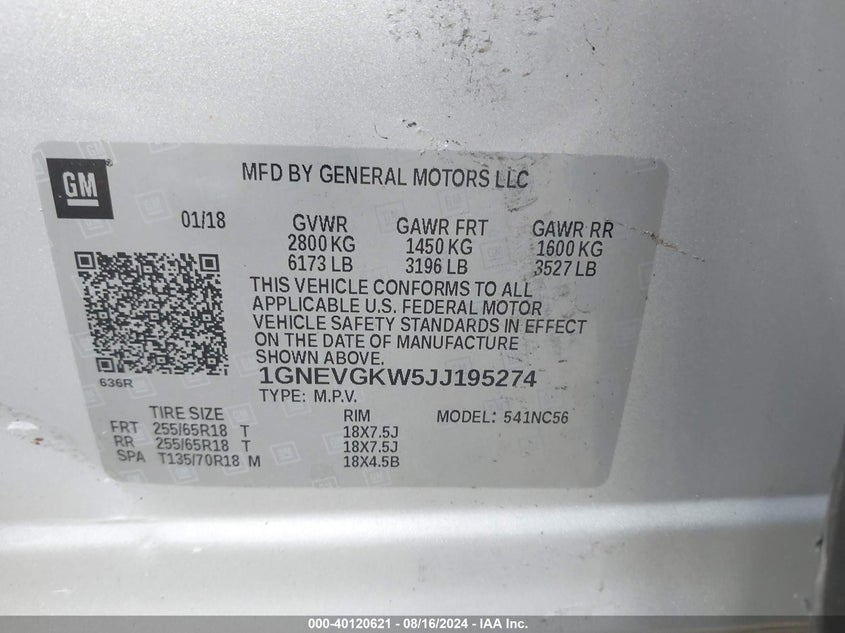 GM
MFD BY GENERAL MOTORS LLC
01/18 GVWR GAWR FRT GAWR RR
2800 KG 1450 KG 1600 KG
6173 LB 3196 LB 3527 LB
THIS VEHICLE CONFORMS TO ALL
APPLICABLE U.S. FEDERAL MOTOR
VEHICLE SAFETY STANDARDS IN EFFECT
ON THE DATE OF MANUFACTURE
SHOWN ABOVE.
636R
1GNEVGKW5JJ195274
TYPE: M.P.V.
TIRE SIZE RIM MODEL: 541NC56
FRT 255/65R18 T 18X7.5J
RR 255/65R18 T 18X7.5J
SPA T135/70R18 M 18X4.5B
000-40120621 - 08/16/2024 - IAA Inc.